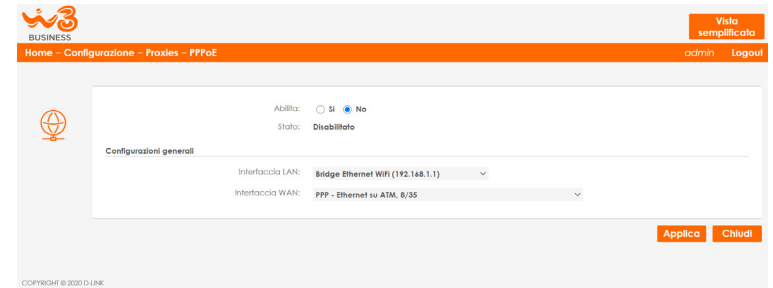 W3
BUSINESS
Vista
semplificata
Home – Configurazione – Proxies – PPPoE
admin Logout
Abilita: Sì No
Stato: Disabilitato
Configurazioni generali
Interfaccia LAN: Bridge Ethernet WiFi (192.168.1.1)
Interfaccia WAN: PPP - Ethernet su ATM, 8/35
Applica Chiudi
COPYRIGHT © 2020 D-LINK